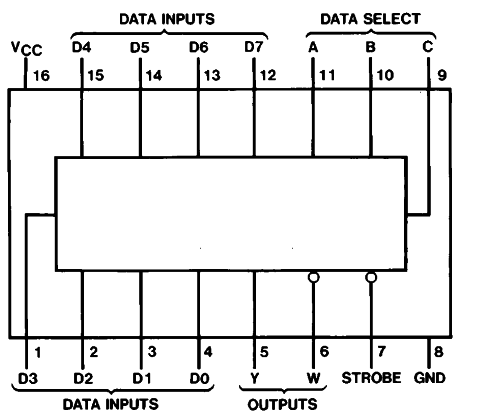 DATA INPUTS DATA SELECT
VCC D4 D5 D6 D7 A B C
16 15 14 13 12 11 10 9
1 2 3 4 5 6 7 8
D3 D2 D1 D0 Y W STROBE GND
DATA INPUTS OUTPUTS